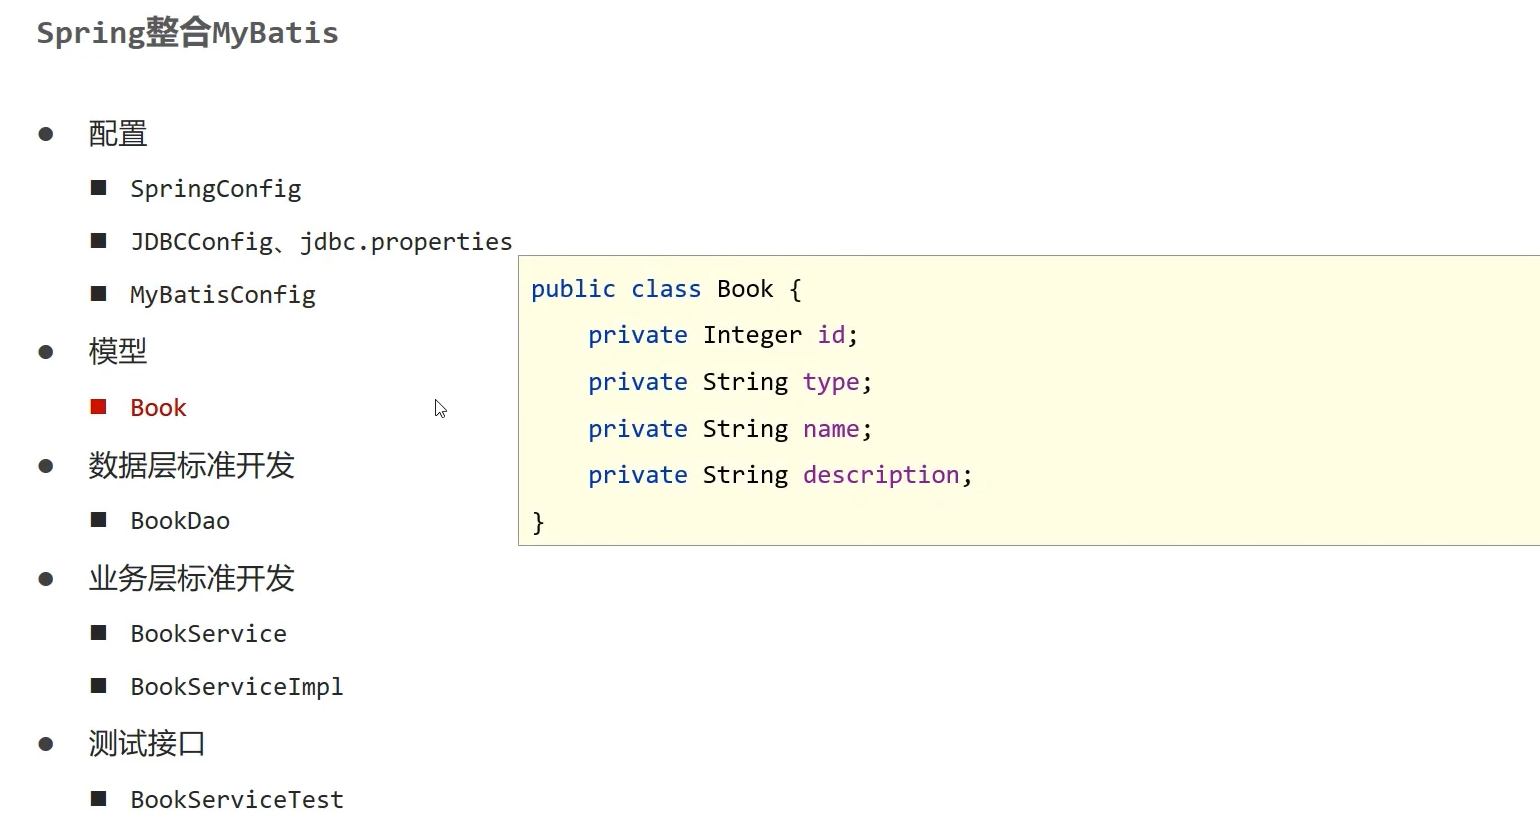 Spring整合MyBatis
配置
SpringConfig
JDBCConfig、jdbc.properties
MyBatisConfig
模型
Book
数据层标准开发
BookDao
业务层标准开发
BookService
BookServiceImpl
测试接口
BookServiceTest
public class Book {
    private Integer id;
    private String type;
    private String name;
    private String description;
}